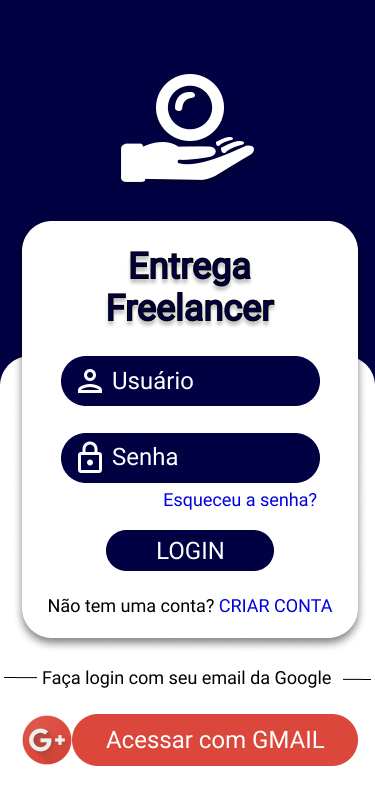 Entrega
Freelancer
Usuário
Senha
Esqueceu a senha?
LOGIN
Não tem uma conta? CRIAR CONTA
Faça login com seu email da Google
G+ Acessar com GMAIL